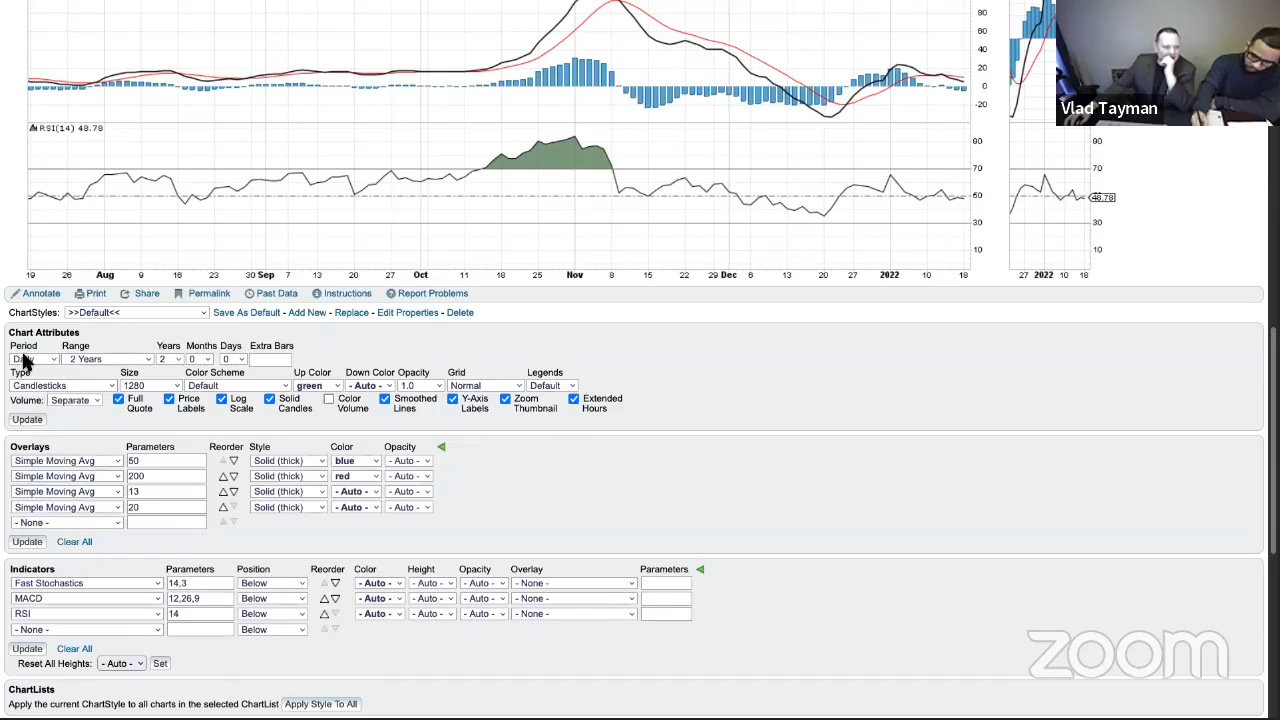 80
60
40
20
0
-20
Vlad Tayman
RSI(14) 48.78
90 90
70 70
50
30 30
10 10
48.78
19 26 Aug 9 16 23 30 Sep 7 13 20 27 Oct 11 18 25 Nov 8 15 22 29 Dec 6 13 20 27 2022 10 18 27 2022 10 18
Annotate Print Share Permalink Past Data Instructions Report Problems
ChartStyles: >>Default<< Save As Default - Add New - Replace - Edit Properties - Delete
Chart Attributes
Period Range Years Months Days Extra Bars
2 Years 2 0 0
Type Size Color Scheme Up Color Down Color Opacity Grid Legends
Candlesticks 1280 Default green - Auto - 1.0 Normal Default
Volume: Separate Full Quote Price Labels Log Scale Solid Candles Color Volume Smoothed Lines Y-Axis Labels Zoom Thumbnail Extended Hours
Update
Overlays Parameters Reorder Style Color Opacity
Simple Moving Avg 50 Solid (thick) blue - Auto -
Simple Moving Avg 200 Solid (thick) red - Auto -
Simple Moving Avg 13 Solid (thick) - Auto - - Auto -
Simple Moving Avg 20 Solid (thick) - Auto - - Auto -
- None -
Update Clear All
Indicators Parameters Position Reorder Color Height Opacity Overlay Parameters
Fast Stochastics 14,3 Below - Auto - - Auto - - Auto - - None -
MACD 12,26,9 Below - Auto - - Auto - - Auto - - None -
RSI 14 Below - Auto - - Auto - - Auto - - None -
- None - Below
Update Clear All
Reset All Heights: - Auto - Set
zoom
ChartLists
Apply the current ChartStyle to all charts in the selected ChartList Apply Style To All